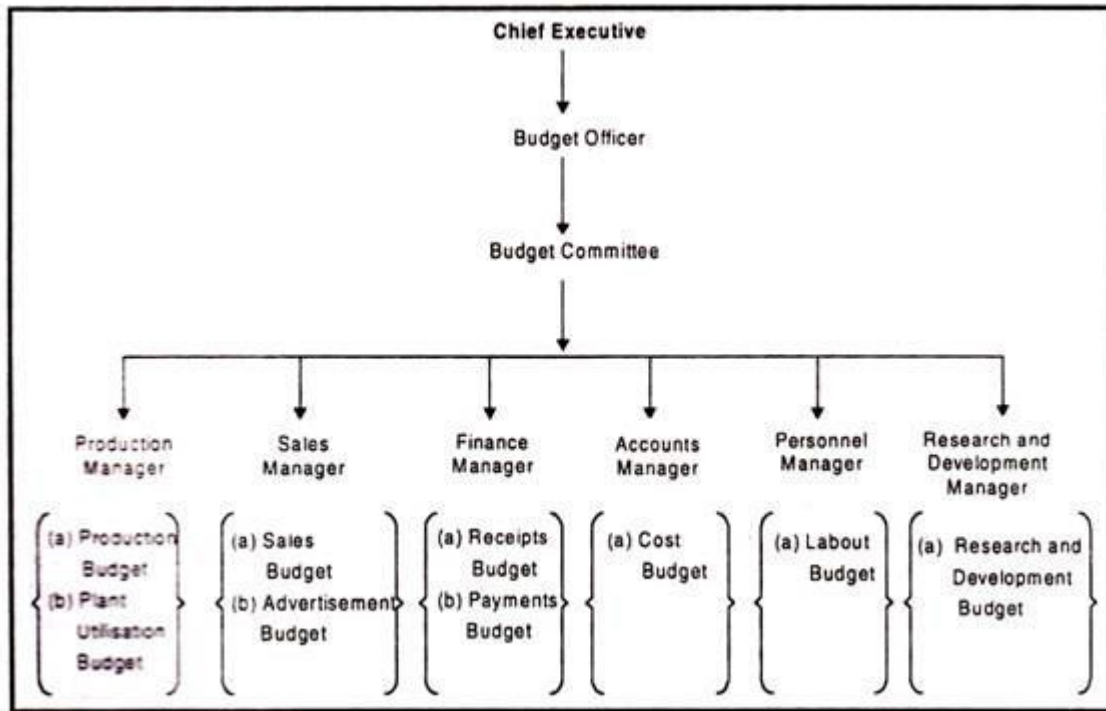 Chief Executive
Budget Officer
Budget Committee
Production
Manager
Sales
Manager
Finance
Manager
Accounts
Manager
Personnel
Manager
Research and
Development
Manager
(a) Production
Budget
(b) Plant
Utilisation
Budget
(a) Sales
Budget
(b) Advertisement
Budget
(a) Receipts
Budget
(b) Payments
Budget
(a) Cost
Budget
(a) Labout
Budget
(a) Research and
Development
Budget